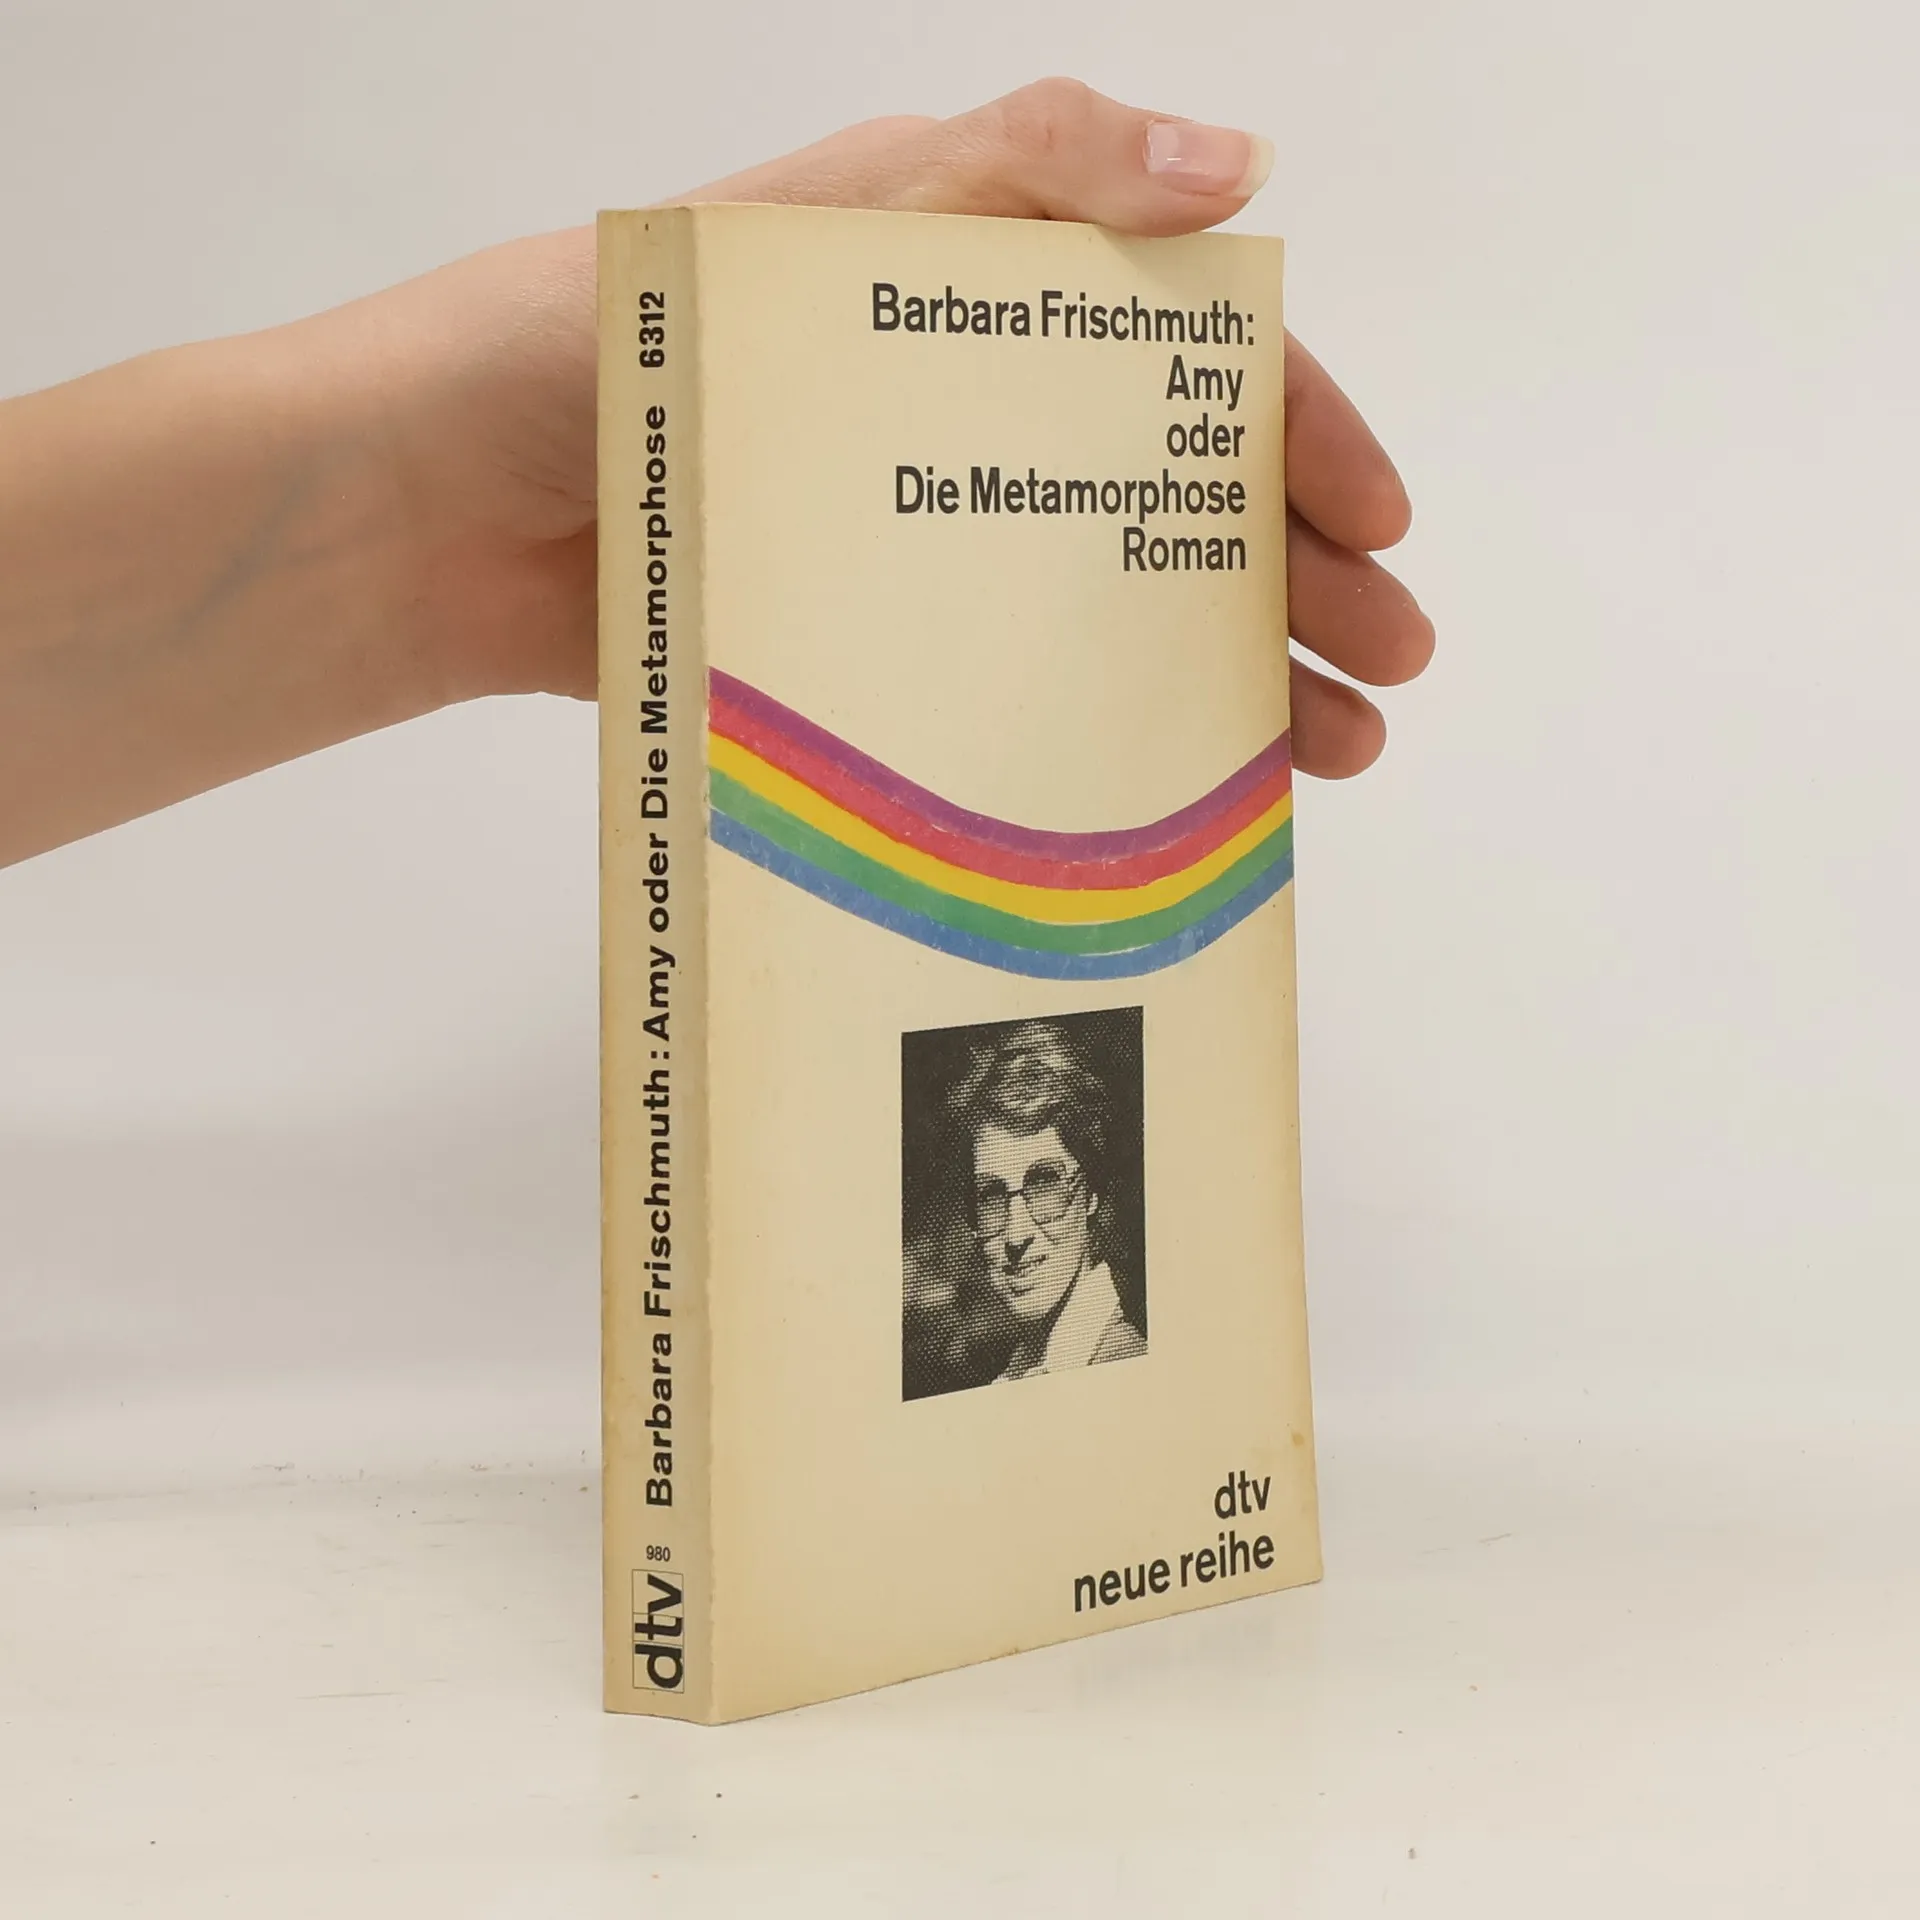 Barbara Frischmuth:
Amy
oder
Die Metamorphose
Roman
dtv
neue reihe
Barbara Frischmuth: Amy oder Die Metamorphose 6312
980
dtv